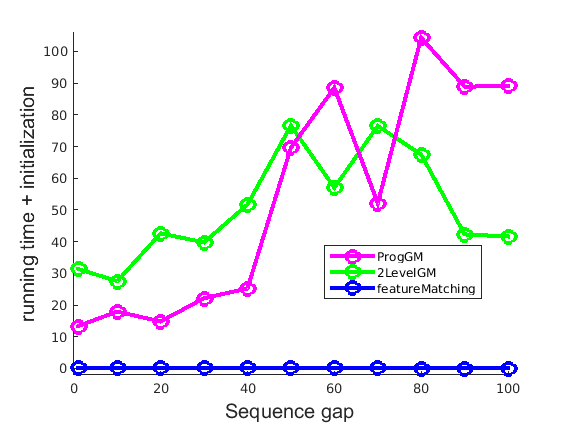 100
90
80
70
60
50
40
30
20
10
0
running time + initialization
ProgGM
2LevelGM
featureMatching
0 20 40 60 80 100
Sequence gap